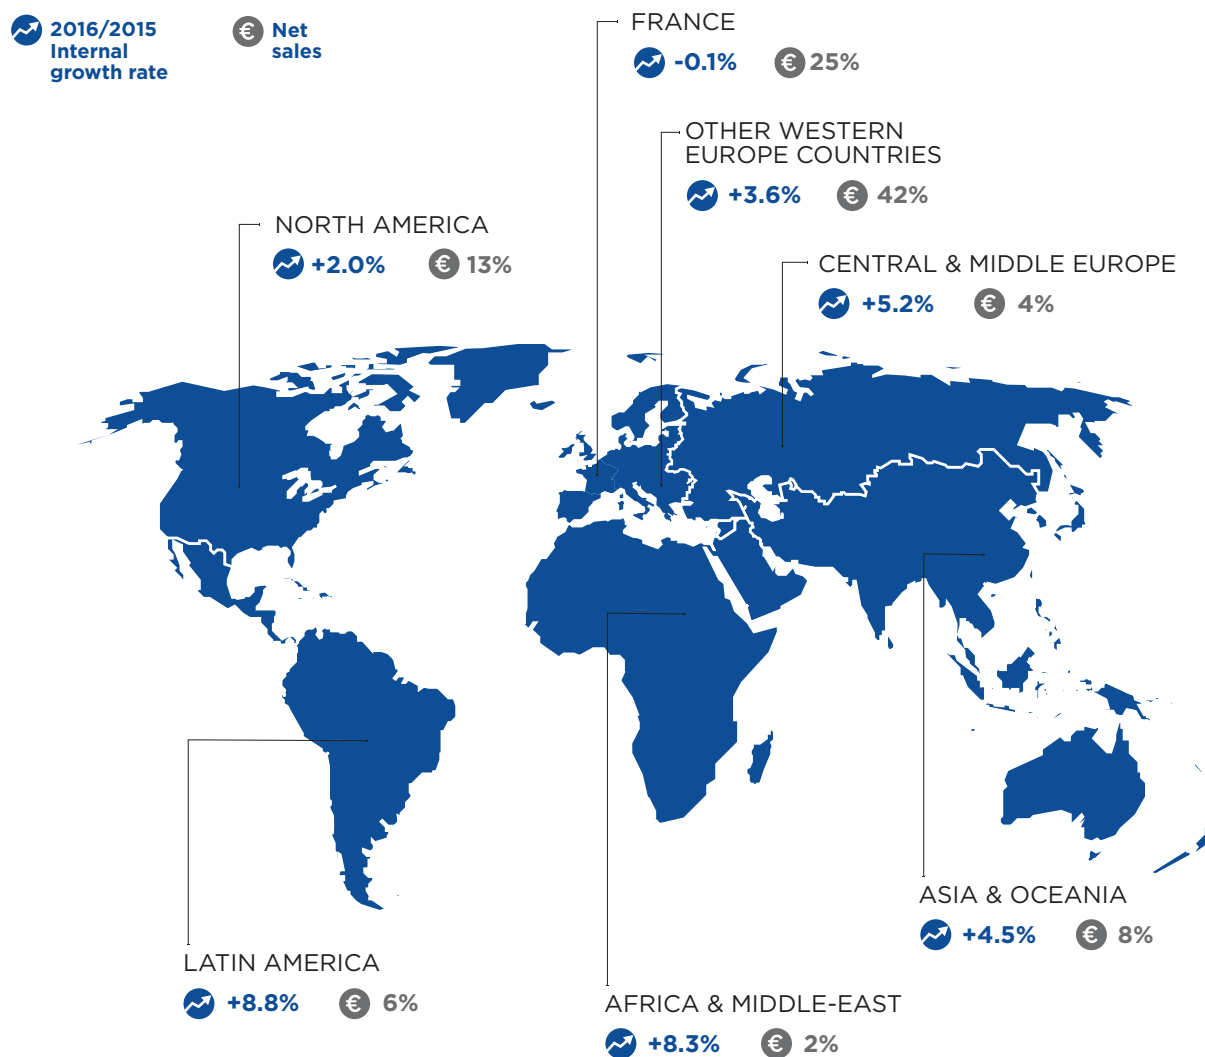 2016/2015
Internal
growth rate
€ Net
sales
FRANCE
-0.1% € 25%
OTHER WESTERN
EUROPE COUNTRIES
+3.6% € 42%
NORTH AMERICA
+2.0% € 13%
CENTRAL & MIDDLE EUROPE
+5.2% € 4%
ASIA & OCEANIA
+4.5% € 8%
LATIN AMERICA
+8.8% € 6%
AFRICA & MIDDLE-EAST
+8.3% € 2%